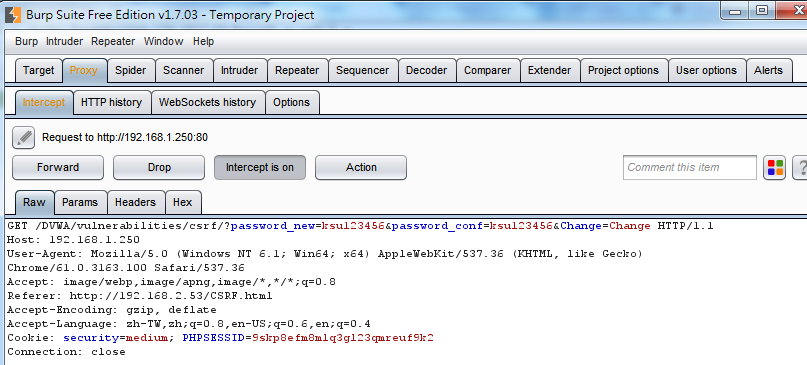 Burp Suite Free Edition v1.7.03 - Temporary Project
Burp Intruder Repeater Window Help
Target Proxy Spider Scanner Intruder Repeater Sequencer Decoder Comparer Extender Project options User options Alerts
Intercept HTTP history WebSockets history Options
Request to http://192.168.1.250:80
Forward Drop Intercept is on Action Comment this item ?
Raw Params Headers Hex
GET /DVWA/vulnerabilities/csrf/?password_new=ksu123456&password_conf=ksu123456&Change=Change HTTP/1.1
Host: 192.168.1.250
User-Agent: Mozilla/5.0 (Windows NT 6.1; Win64; x64) AppleWebKit/537.36 (KHTML, like Gecko)
Chrome/61.0.3163.100 Safari/537.36
Accept: image/webp,image/apng,image/*,*/*;q=0.8
Referer: http://192.168.2.53/CSRF.html
Accept-Encoding: gzip, deflate
Accept-Language: zh-TW,zh;q=0.8,en-US;q=0.6,en;q=0.4
Cookie: security=medium; PHPSESSID=9skp8efm8mlq3gl23qmreuf9k2
Connection: close